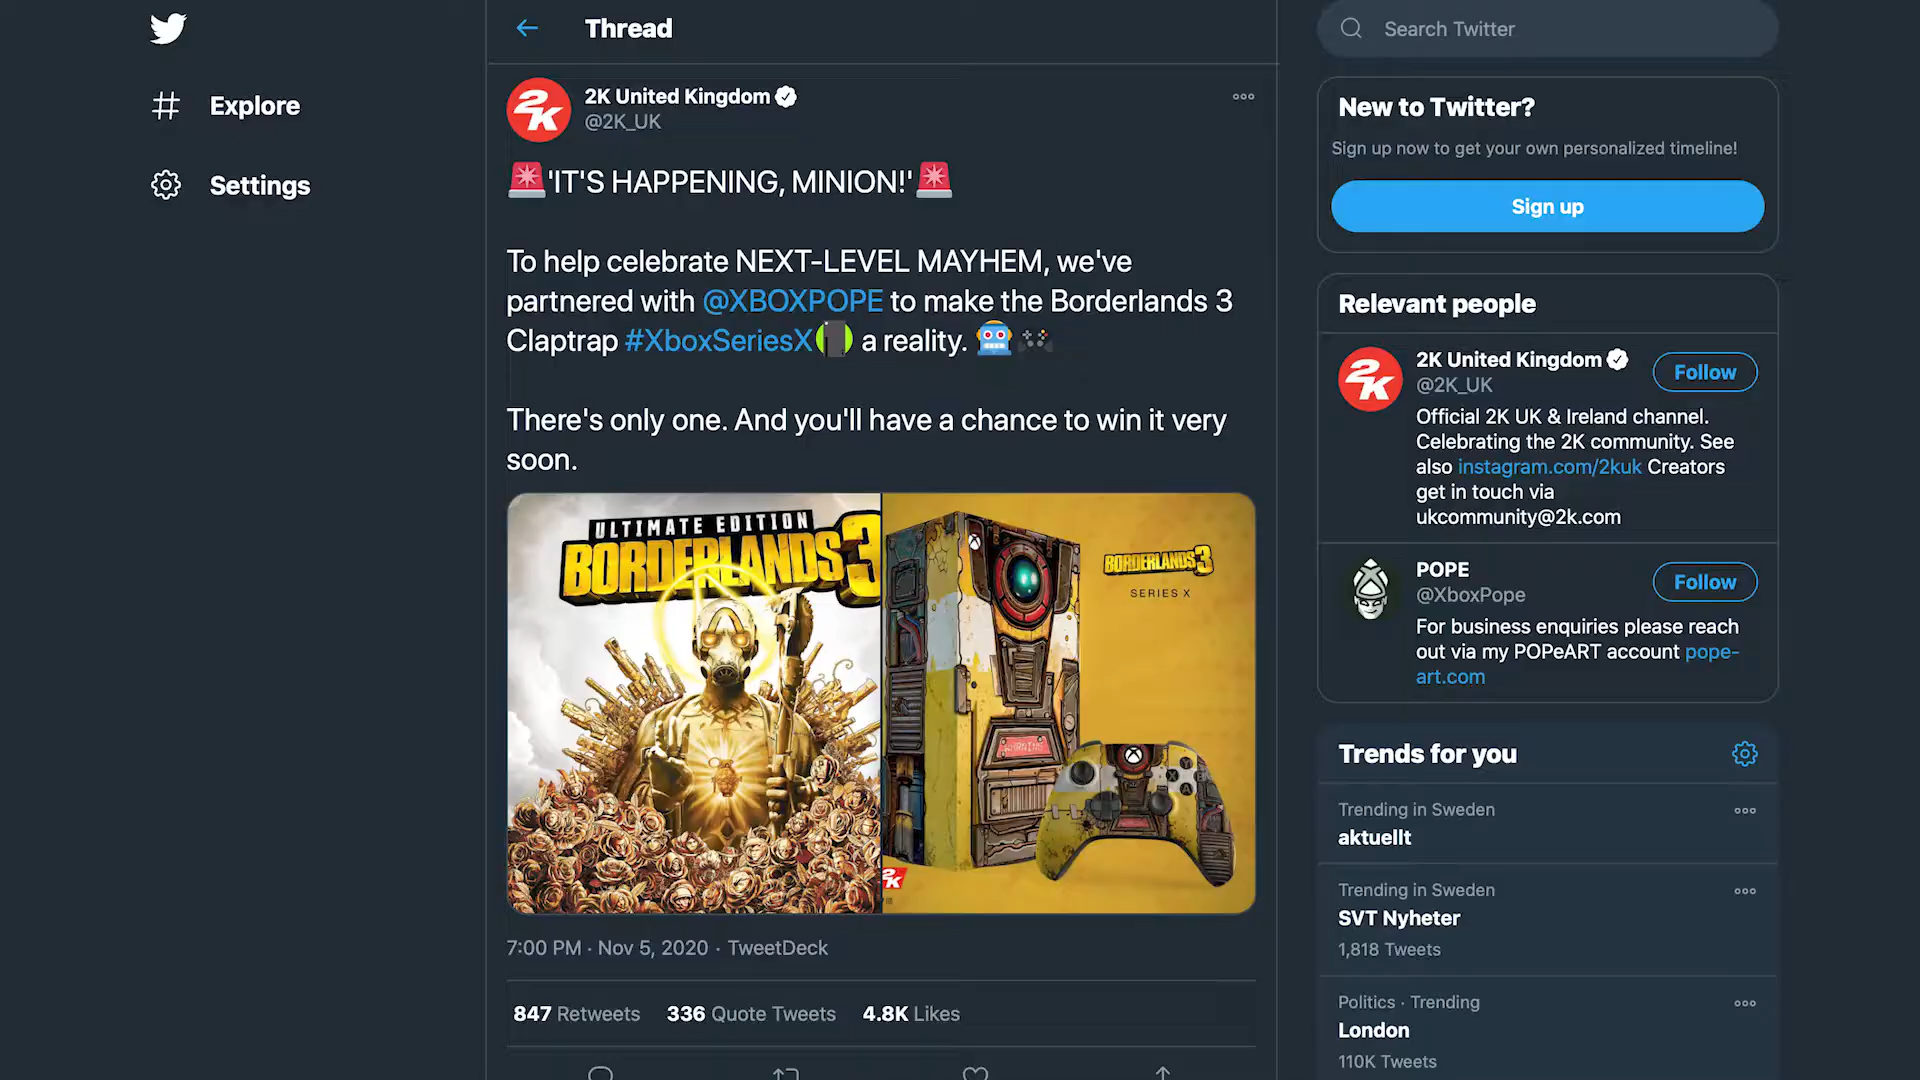 Thread
Search Twitter
Explore
Settings
2K
2K United Kingdom
@2K_UK
'IT'S HAPPENING, MINION!'
To help celebrate NEXT-LEVEL MAYHEM, we've
partnered with @XBOXPOPE to make the Borderlands 3
Claptrap #XboxSeriesX a reality.
There's only one. And you'll have a chance to win it very
soon.
ULTIMATE EDITION
BORDERLANDS 3
BORDERLANDS 3
SERIES X
WARNING
X
Y
A
2K
7:00 PM · Nov 5, 2020 · TweetDeck
847 Retweets 336 Quote Tweets 4.8K Likes
New to Twitter?
Sign up now to get your own personalized timeline!
Sign up
Relevant people
2K
2K United Kingdom
@2K_UK
Follow
Official 2K UK & Ireland channel.
Celebrating the 2K community. See
also instagram.com/2kuk Creators
get in touch via
ukcommunity@2k.com
POPE
@XboxPope
Follow
For business enquiries please reach
out via my POPeART account pope-
art.com
Trends for you
Trending in Sweden
aktuellt
Trending in Sweden
SVT Nyheter
1,818 Tweets
Politics · Trending
London
110K Tweets